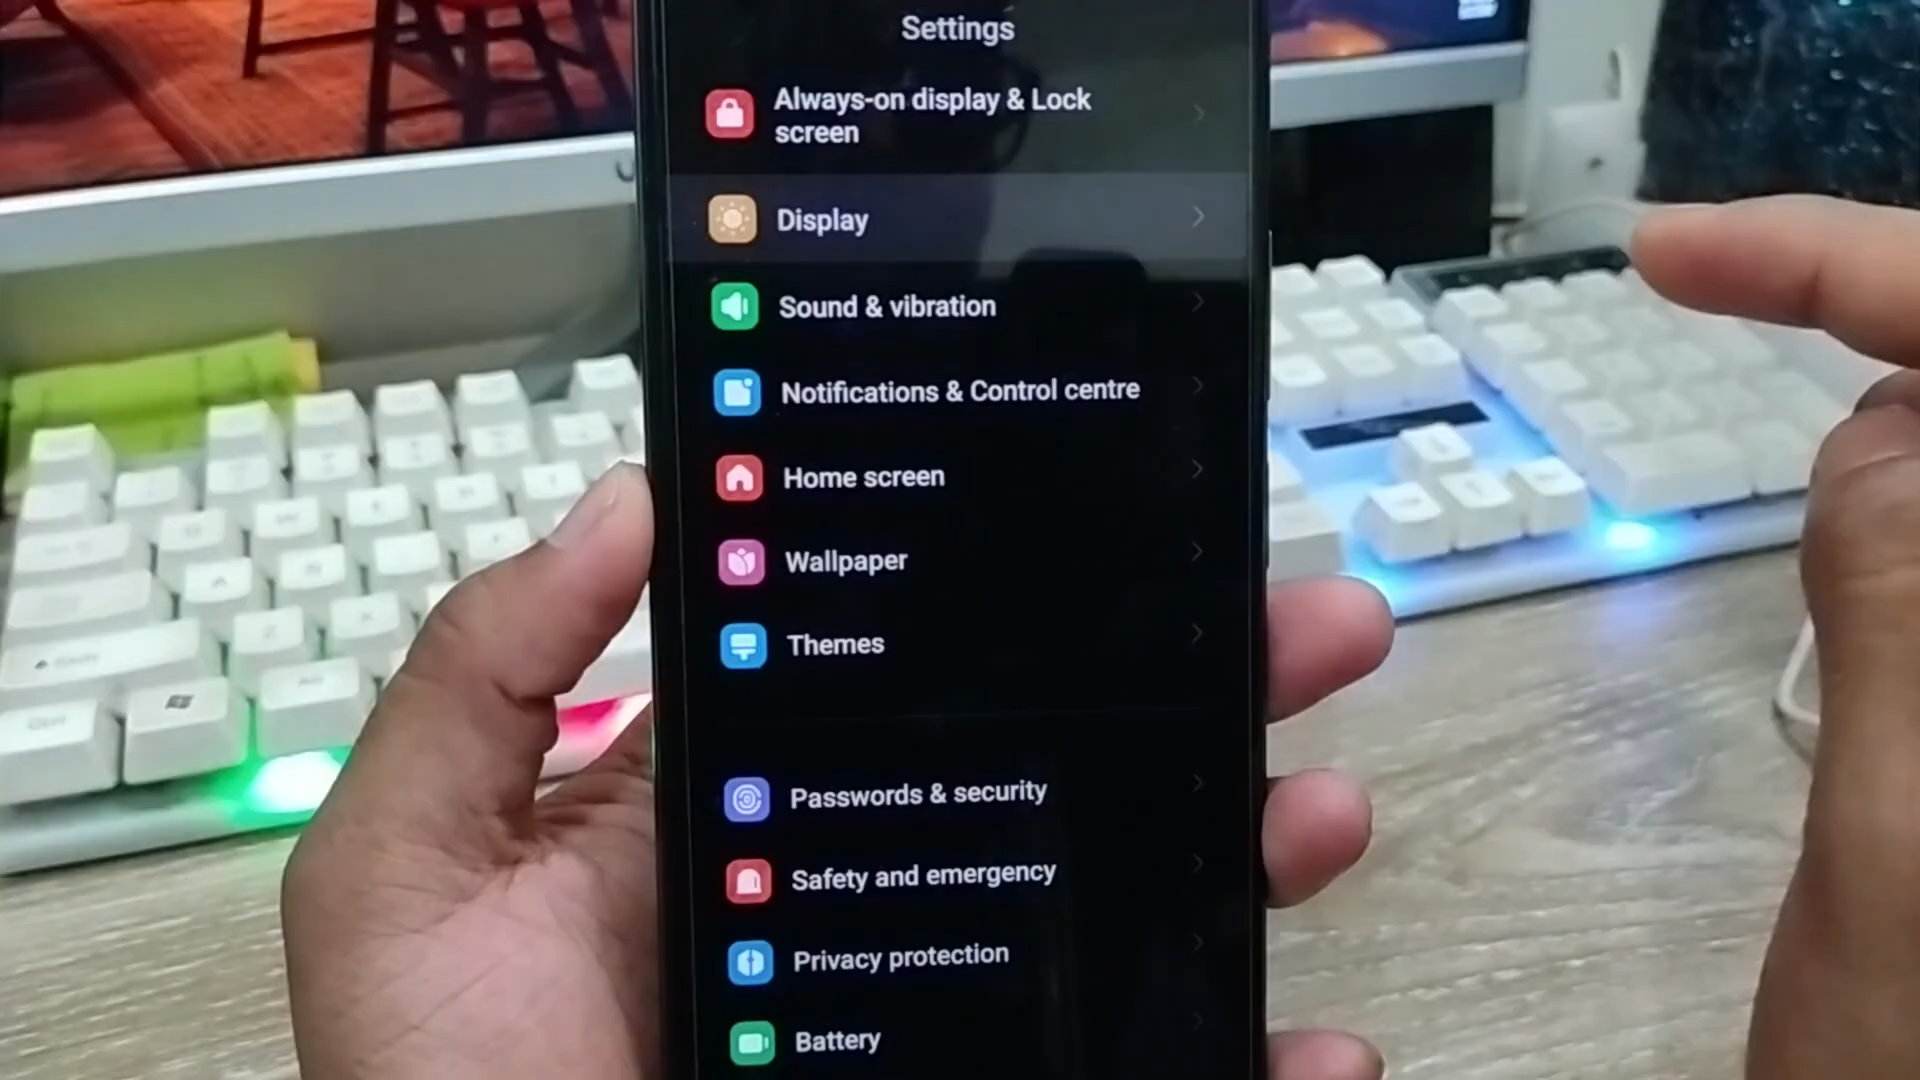 Settings
Always-on display & Lock
screen
Display
Sound & vibration
Notifications & Control centre
Home screen
Wallpaper
Themes
Passwords & security
Safety and emergency
Privacy protection
Battery